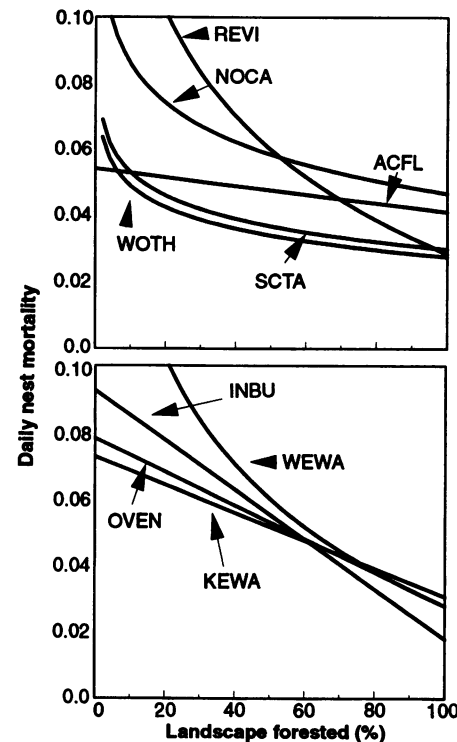 Daily nest mortality
0.10
0.08
0.06
0.04
0.02
0.0
REVI
NOCA
ACFL
WOTH
SCTA
0.10
0.08
0.06
0.04
0.02
0.0
INBU
WEWA
OVEN
KEWA
0 20 40 60 80 100
Landscape forested (%)